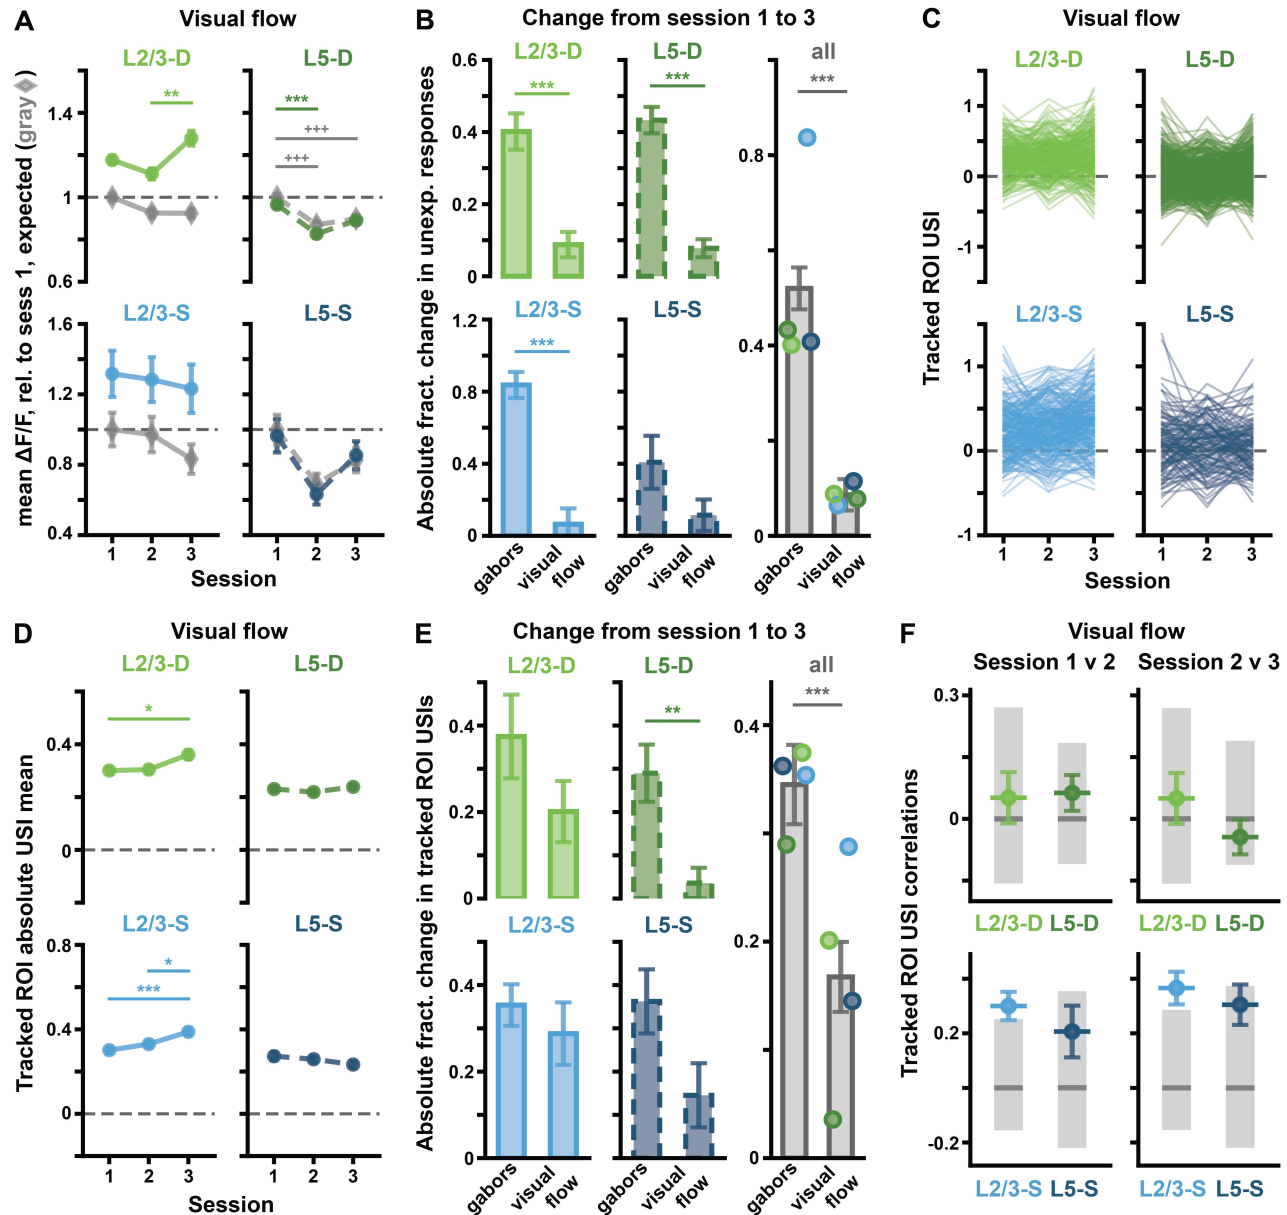 A
Visual flow
L2/3-D
L5-D
mean ΔF/F, rel. to sess 1, expected (gray ◆)
1.4
1
0.6
**
***
+++
+++
L2/3-S
L5-S
1.6
1.2
0.8
0.4
1 2 3
1 2 3
Session
B
Change from session 1 to 3
L2/3-D
L5-D
all
Absolute fract. change in unexp. responses
0.6
0.4
0.2
0
***
***
***
0.8
0.4
0
L2/3-S
L5-S
1.2
0.8
0.4
0
***
gabors
visual flow
gabors
visual flow
gabors
visual flow
C
Visual flow
L2/3-D
L5-D
Tracked ROI USI
1
0
-1
L2/3-S
L5-S
1
0
-1
1 2 3
1 2 3
Session
D
Visual flow
L2/3-D
L5-D
Tracked ROI absolute USI mean
0.4
0
*
L2/3-S
L5-S
0.8
0.4
0
*
***
1 2 3
1 2 3
Session
E
Change from session 1 to 3
L2/3-D
L5-D
all
Absolute fract. change in tracked ROI USIs
0.4
0.2
0
**
***
0.4
0.2
0
L2/3-S
L5-S
0.4
0.2
0
gabors
visual flow
gabors
visual flow
gabors
visual flow
F
Visual flow
Session 1 v 2
Session 2 v 3
Tracked ROI USI correlations
0.3
0
L2/3-D L5-D
L2/3-D L5-D
0.2
-0.2
L2/3-S L5-S
L2/3-S L5-S